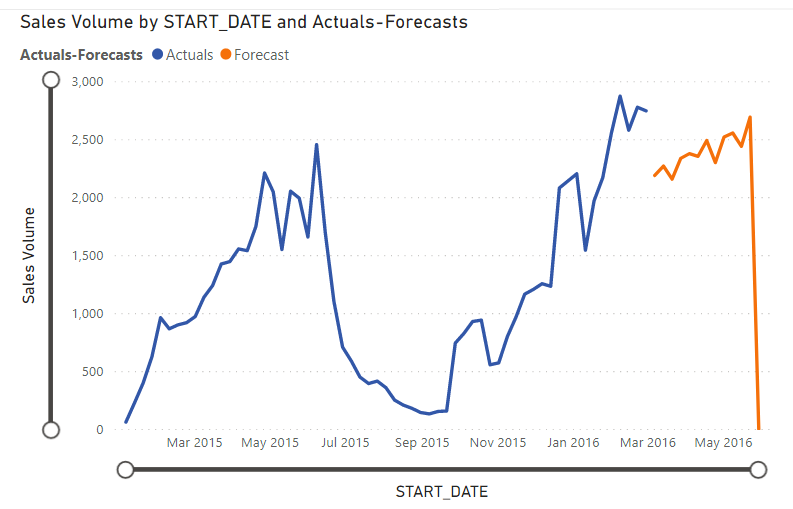 Sales Volume by START_DATE and Actuals-Forecasts
Actuals-Forecasts Actuals Forecast
3,000
2,500
2,000
1,500
1,000
500
0
Sales Volume
Mar 2015 May 2015 Jul 2015 Sep 2015 Nov 2015 Jan 2016 Mar 2016 May 2016
START_DATE